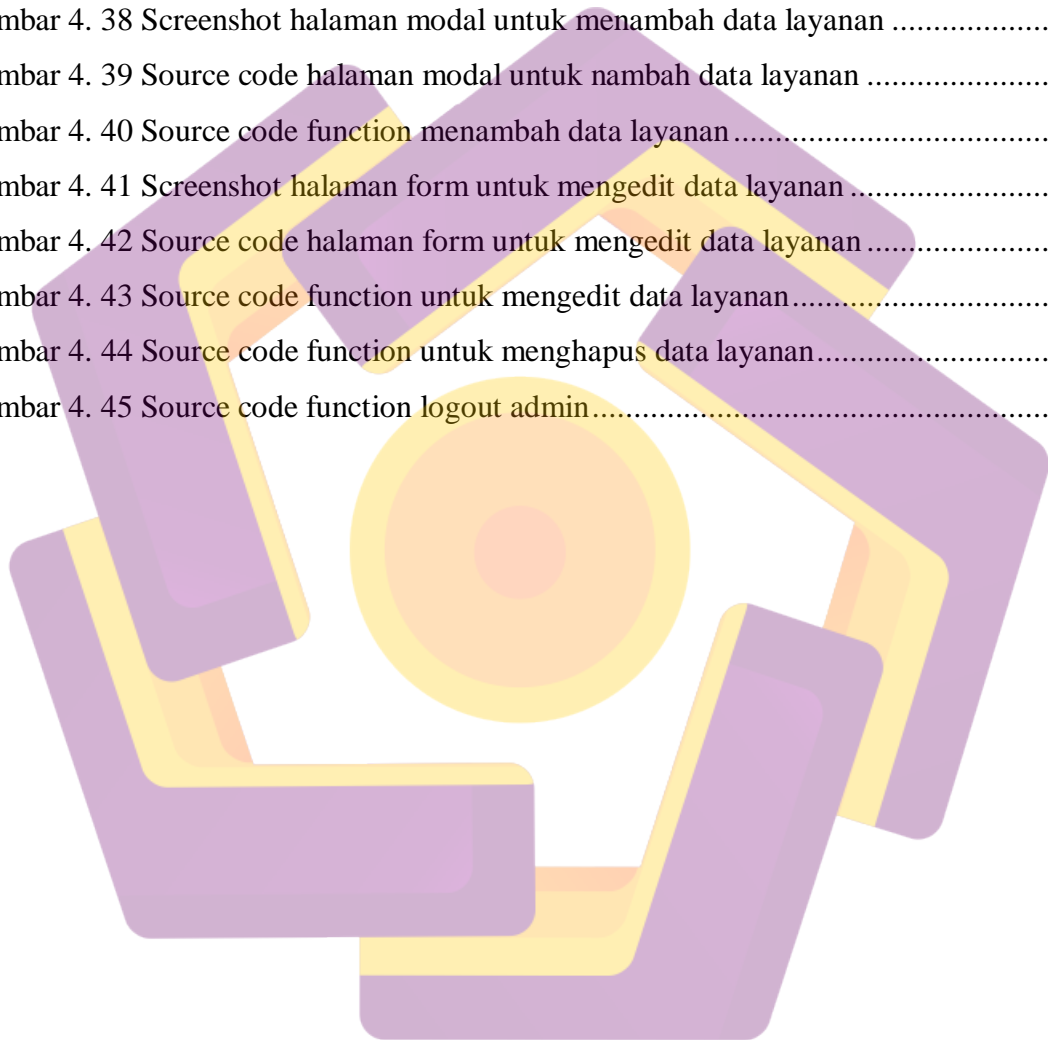 mbar 4. 38 Screenshot halaman modal untuk menambah data layanan ...................
mbar 4. 39 Source code halaman modal untuk nambah data layanan .......................
mbar 4. 40 Source code function menambah data layanan .............................................
mbar 4. 41 Screenshot halaman form untuk mengedit data layanan ..........................
mbar 4. 42 Source code halaman form untuk mengedit data layanan .......................
mbar 4. 43 Source code function untuk mengedit data layanan....................................
mbar 4. 44 Source code function untuk menghapus data layanan................................
mbar 4. 45 Source code function logout admin..................................................................